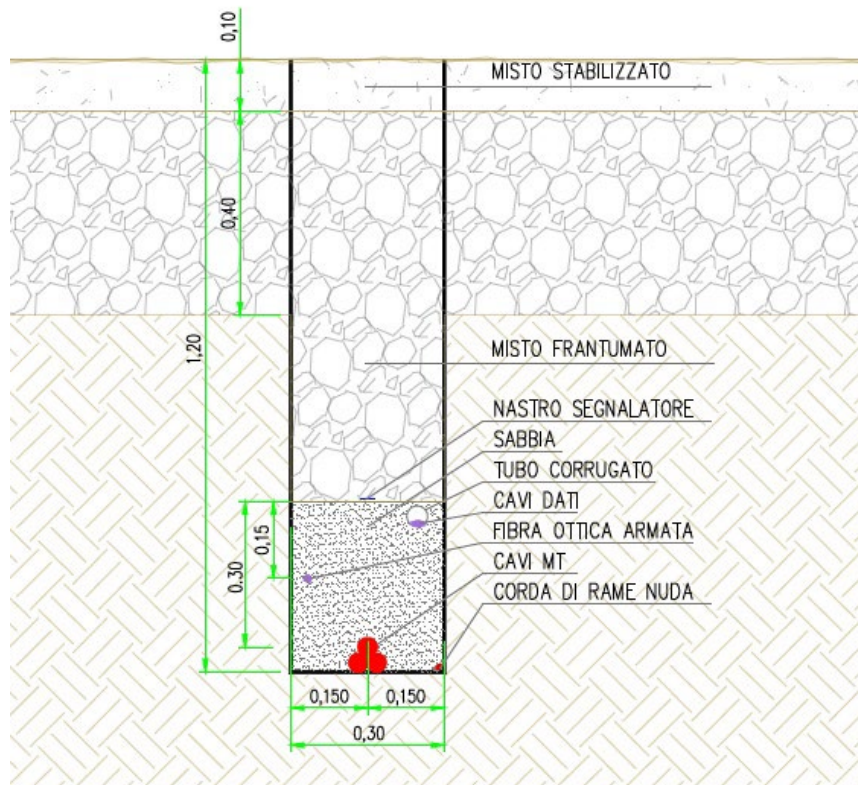 0,10
MISTO STABILIZZATO
0,40
1,20
MISTO FRANTUMATO
NASTRO SEGNALATORE
SABBIA
TUBO CORRUGATO
CAVI DATI
0,15
FIBRA OTTICA ARMATA
0.30
CAVI MT
CORDA DI RAME NUDA
0,150 0,150
0,30